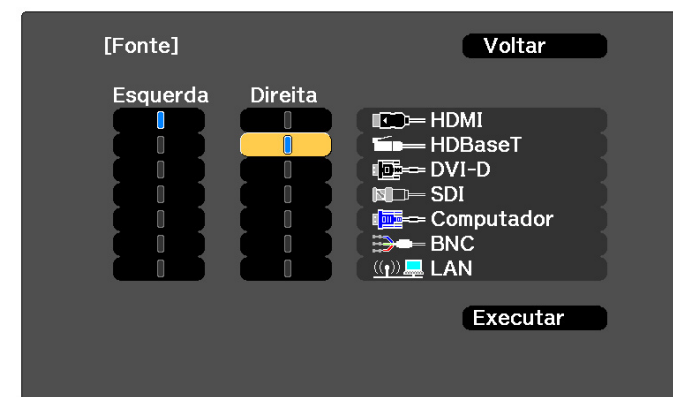 [Fonte] Voltar
Esquerda Direita
HDMI
HDBaseT
DVI-D
SDI
Computador
BNC
LAN
Executar